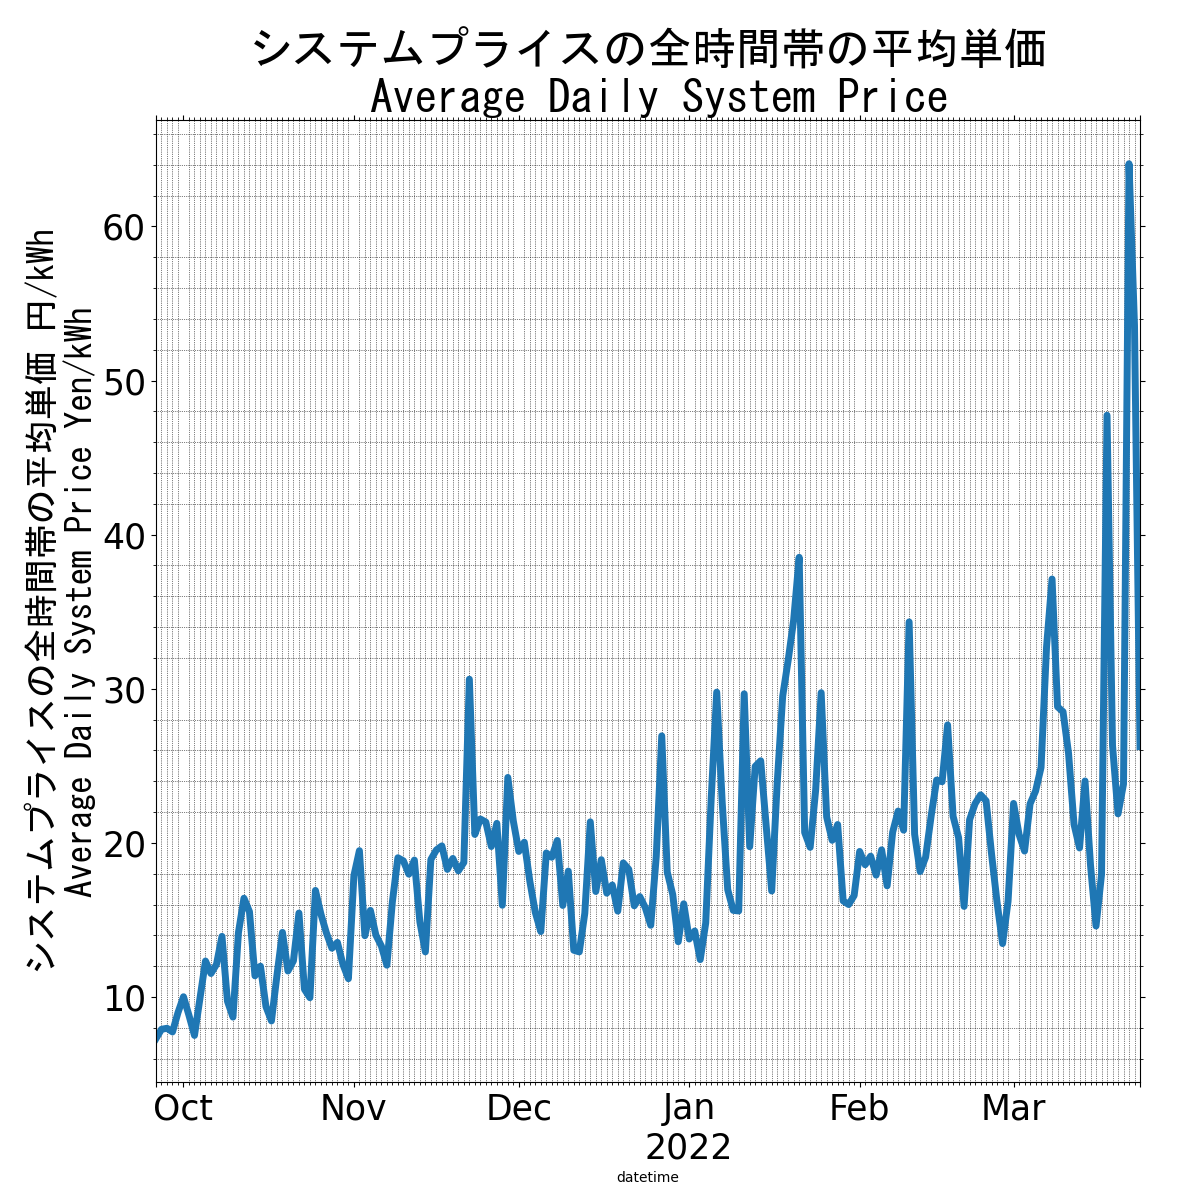 システムプライスの全時間帯の平均単価
Average Daily System Price
システムプライスの全時間帯の平均単価 円/kWh
Average Daily System Price Yen/kWh
60
50
40
30
20
10
Oct
Nov
Dec
Jan
2022
Feb
Mar
datetime